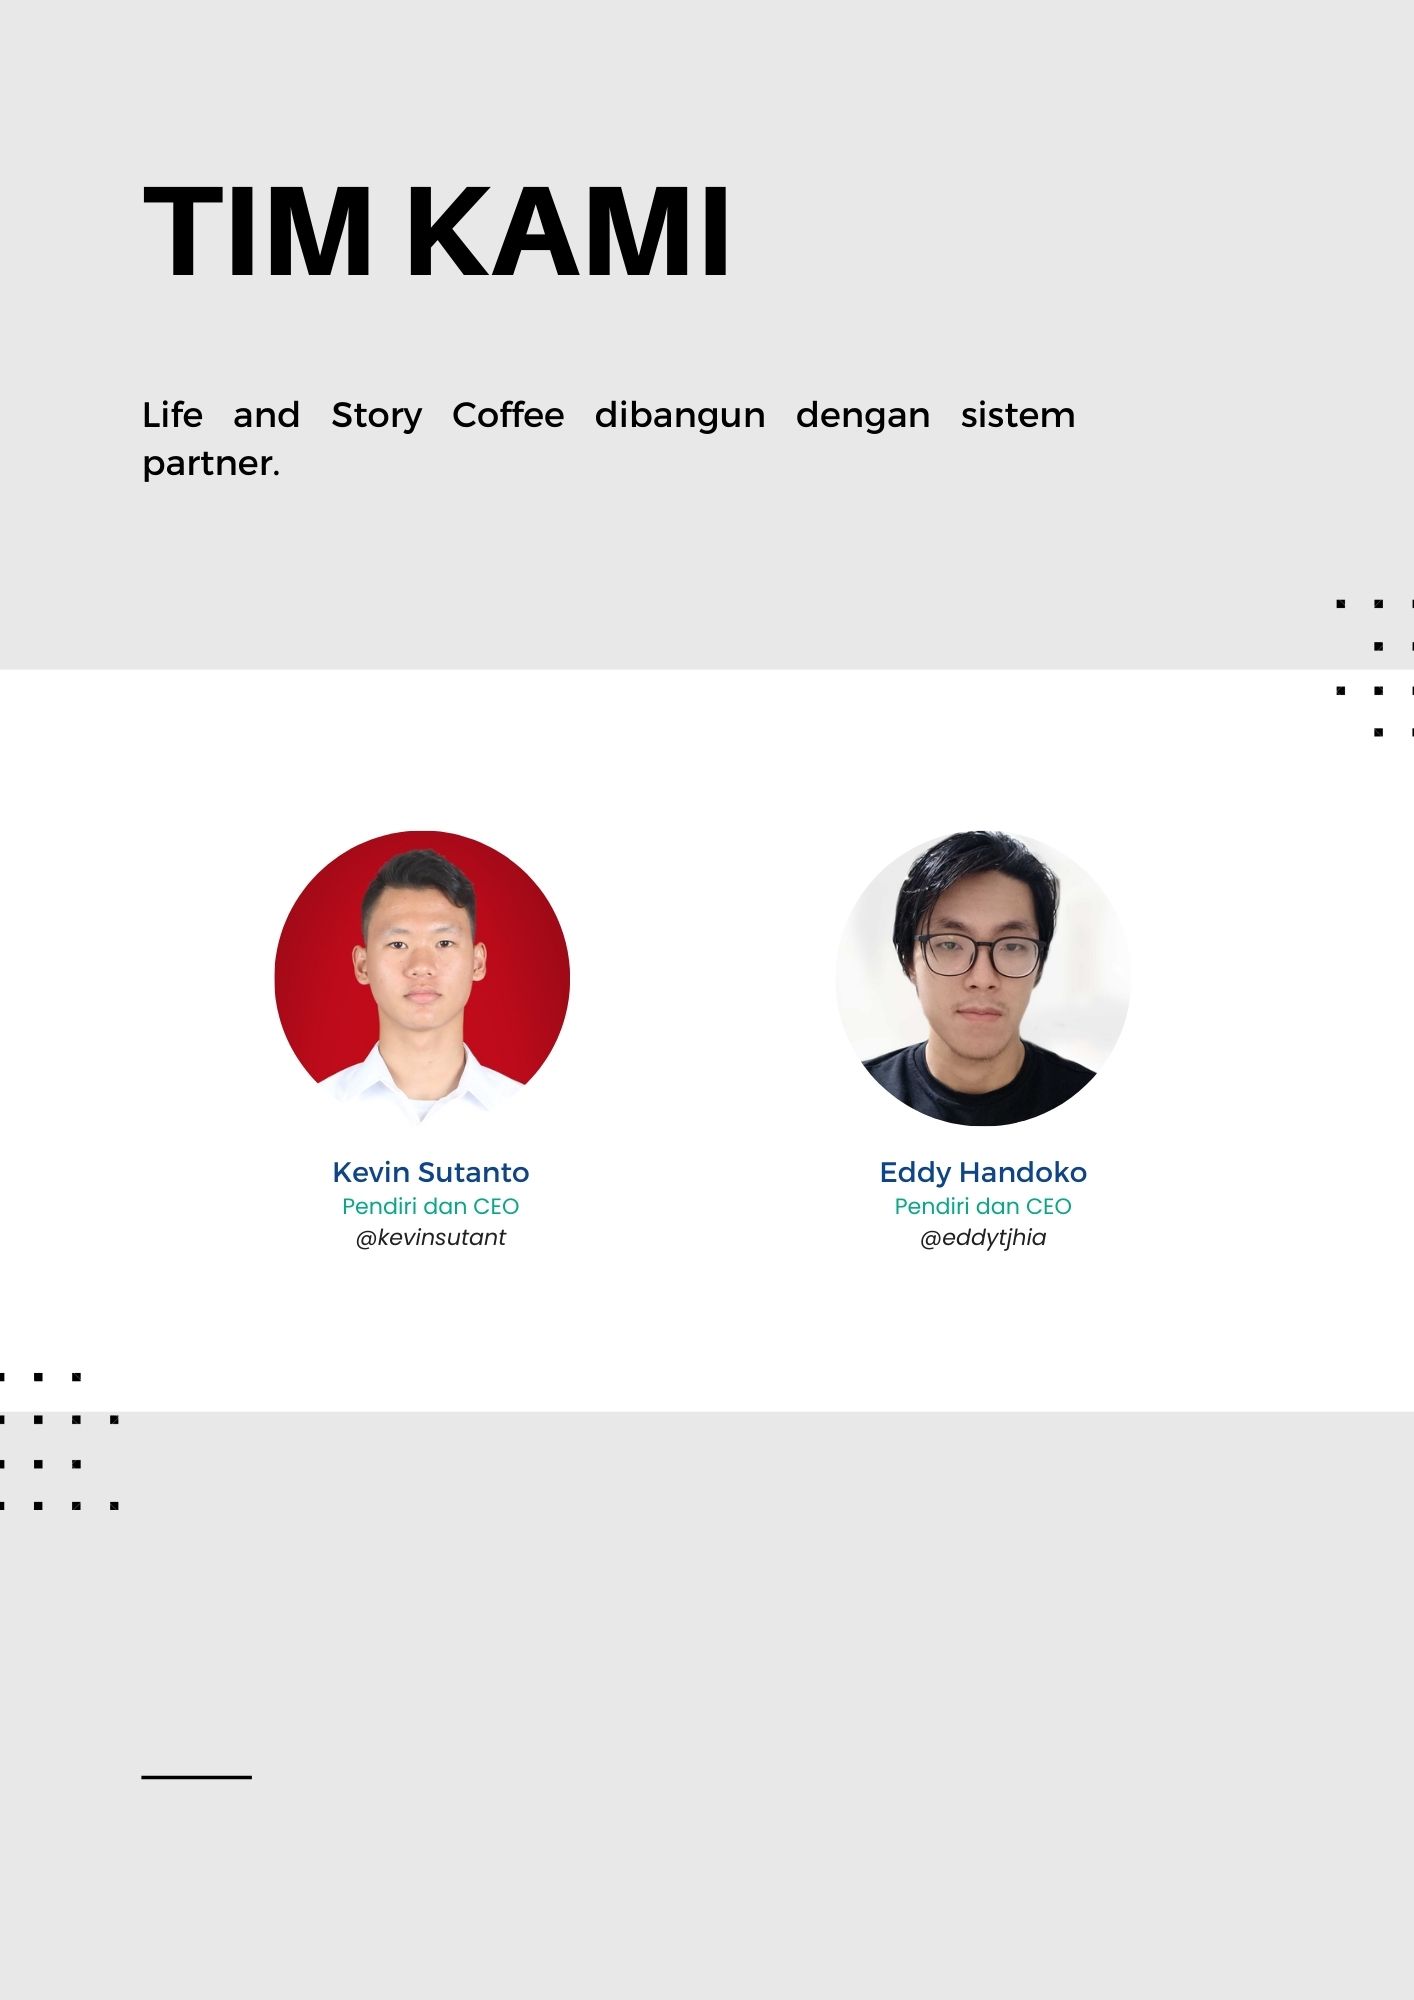 TIM KAMI
Life and Story Coffee dibangun dengan sistem
partner.
Kevin Sutanto
Pendiri dan CEO
@kevinsutant
Eddy Handoko
Pendiri dan CEO
@eddytjhia